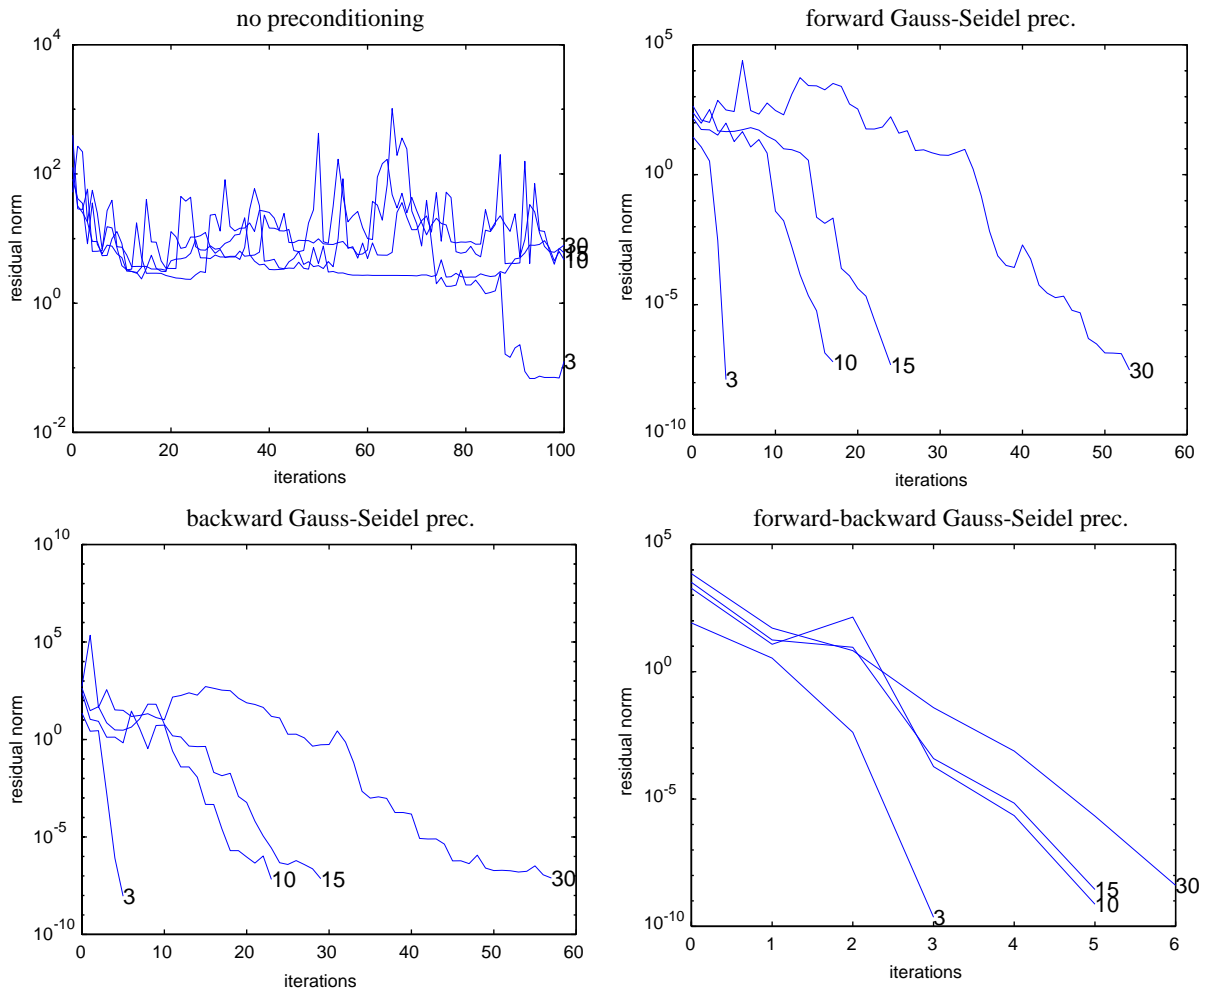 no preconditioning
10^4
10^2
10^0
10^-2
residual norm
0 20 40 60 80 100
iterations
30
15
10
3
forward Gauss-Seidel prec.
10^5
10^0
10^-5
10^-10
residual norm
0 10 20 30 40 50 60
iterations
3
10
15
30
backward Gauss-Seidel prec.
10^10
10^5
10^0
10^-5
10^-10
residual norm
0 10 20 30 40 50 60
iterations
3
10
15
30
forward-backward Gauss-Seidel prec.
10^5
10^0
10^-5
10^-10
residual norm
0 1 2 3 4 5 6
iterations
3
15
10
30